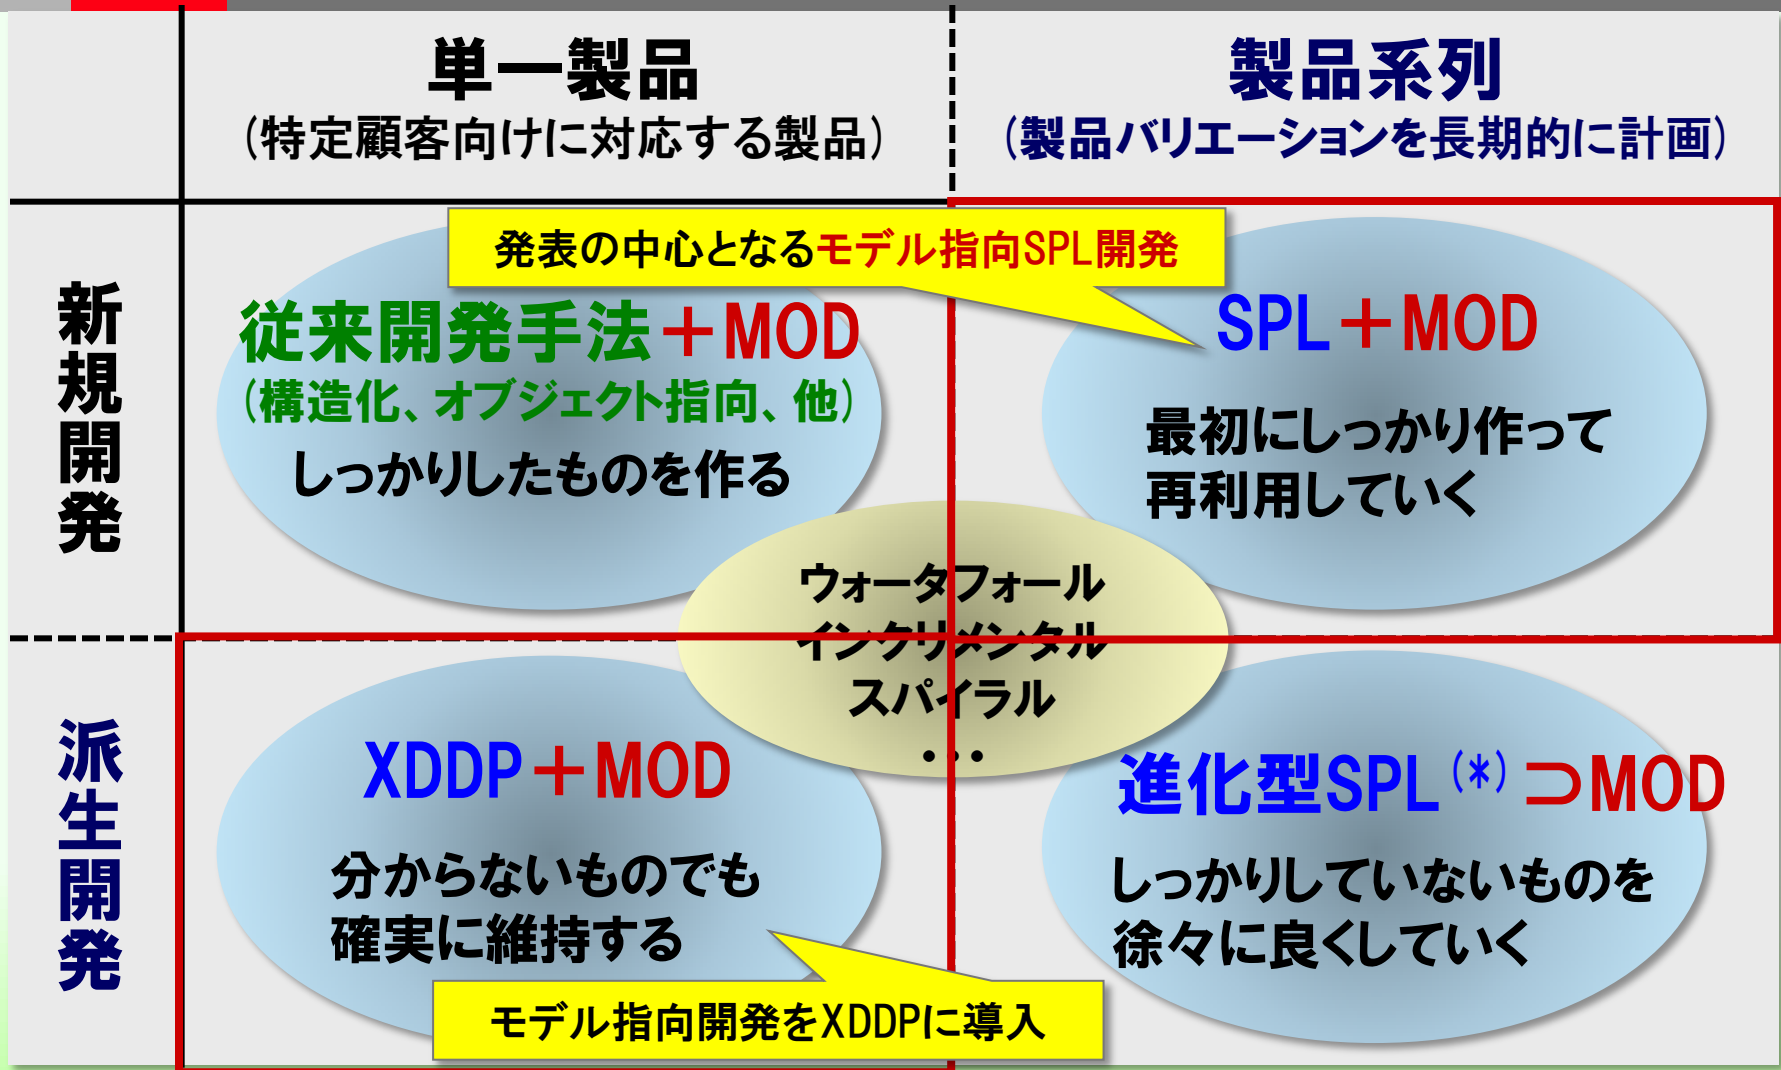 単一製品
(特定顧客向けに対応する製品)
製品系列
(製品バリエーションを長期的に計画)
新規開発
発表の中心となるモデル指向SPL開発
従来開発手法＋MOD
(構造化、オブジェクト指向、他)
しっかりしたものを作る
SPL＋MOD
最初にしっかり作って
再利用していく
ウォータフォール
インクリメンタル
スパイラル
・・・
派生開発
XDDP＋MOD
分からないものでも
確実に維持する
モデル指向開発をXDDPに導入
進化型SPL(*)⊃MOD
しっかりしていないものを
徐々に良くしていく